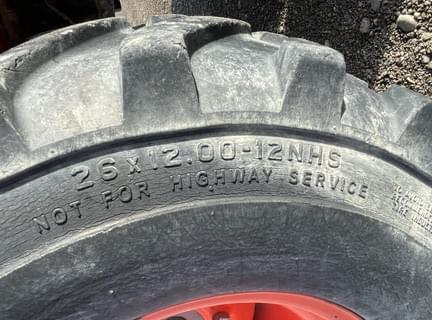 26x12.00-12NHS
NOT FOR HIGHWAY SERVICE